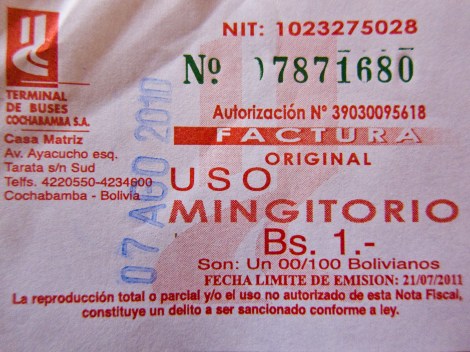 NIT: 1023275028
Nº 07871680
TERMINAL
DE BUSES
COCHABAMBA S.A.
Autorización Nº 39030095618
FACTURA
ORIGINAL
Casa Matriz
Av. Ayacucho esq.
Tarata s/n Sud
Telfs. 4220550-4234600
Cochabamba - Bolivia
07 AGO 2010
USO
MINGITORIO
Bs. 1.-
Son: Un 00/100 Bolivianos
FECHA LIMITE DE EMISION: 21/07/2011
La reproducción total o parcial y/o el uso no autorizado de esta Nota Fiscal,
constituye un delito a ser sancionado conforme a ley.